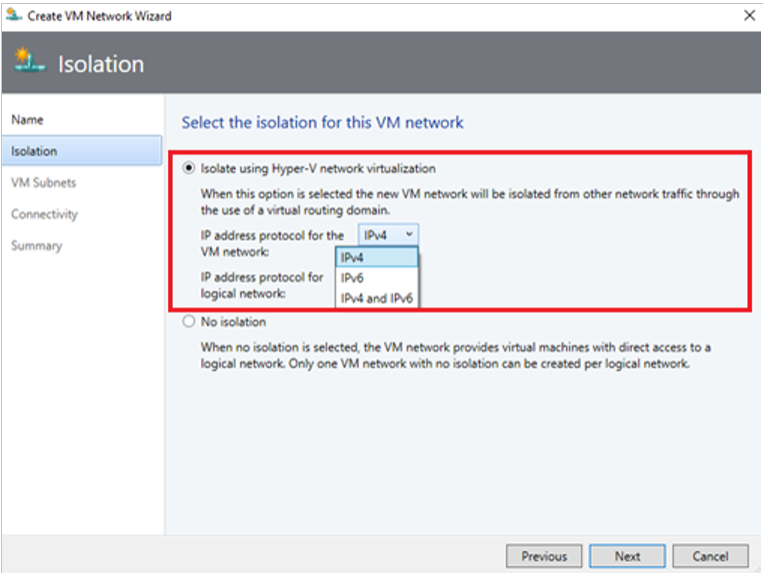 Create VM Network Wizard
Isolation
Name
Isolation
VM Subnets
Connectivity
Summary
Select the isolation for this VM network
Isolate using Hyper-V network virtualization
When this option is selected the new VM network will be isolated from other network traffic through
the use of a virtual routing domain.
IP address protocol for the
VM network:
IPv4
IPv4
IPv6
IPv4 and IPv6
IP address protocol for
logical network:
No isolation
When no isolation is selected, the VM network provides virtual machines with direct access to a
logical network. Only one VM network with no isolation can be created per logical network.
Previous
Next
Cancel